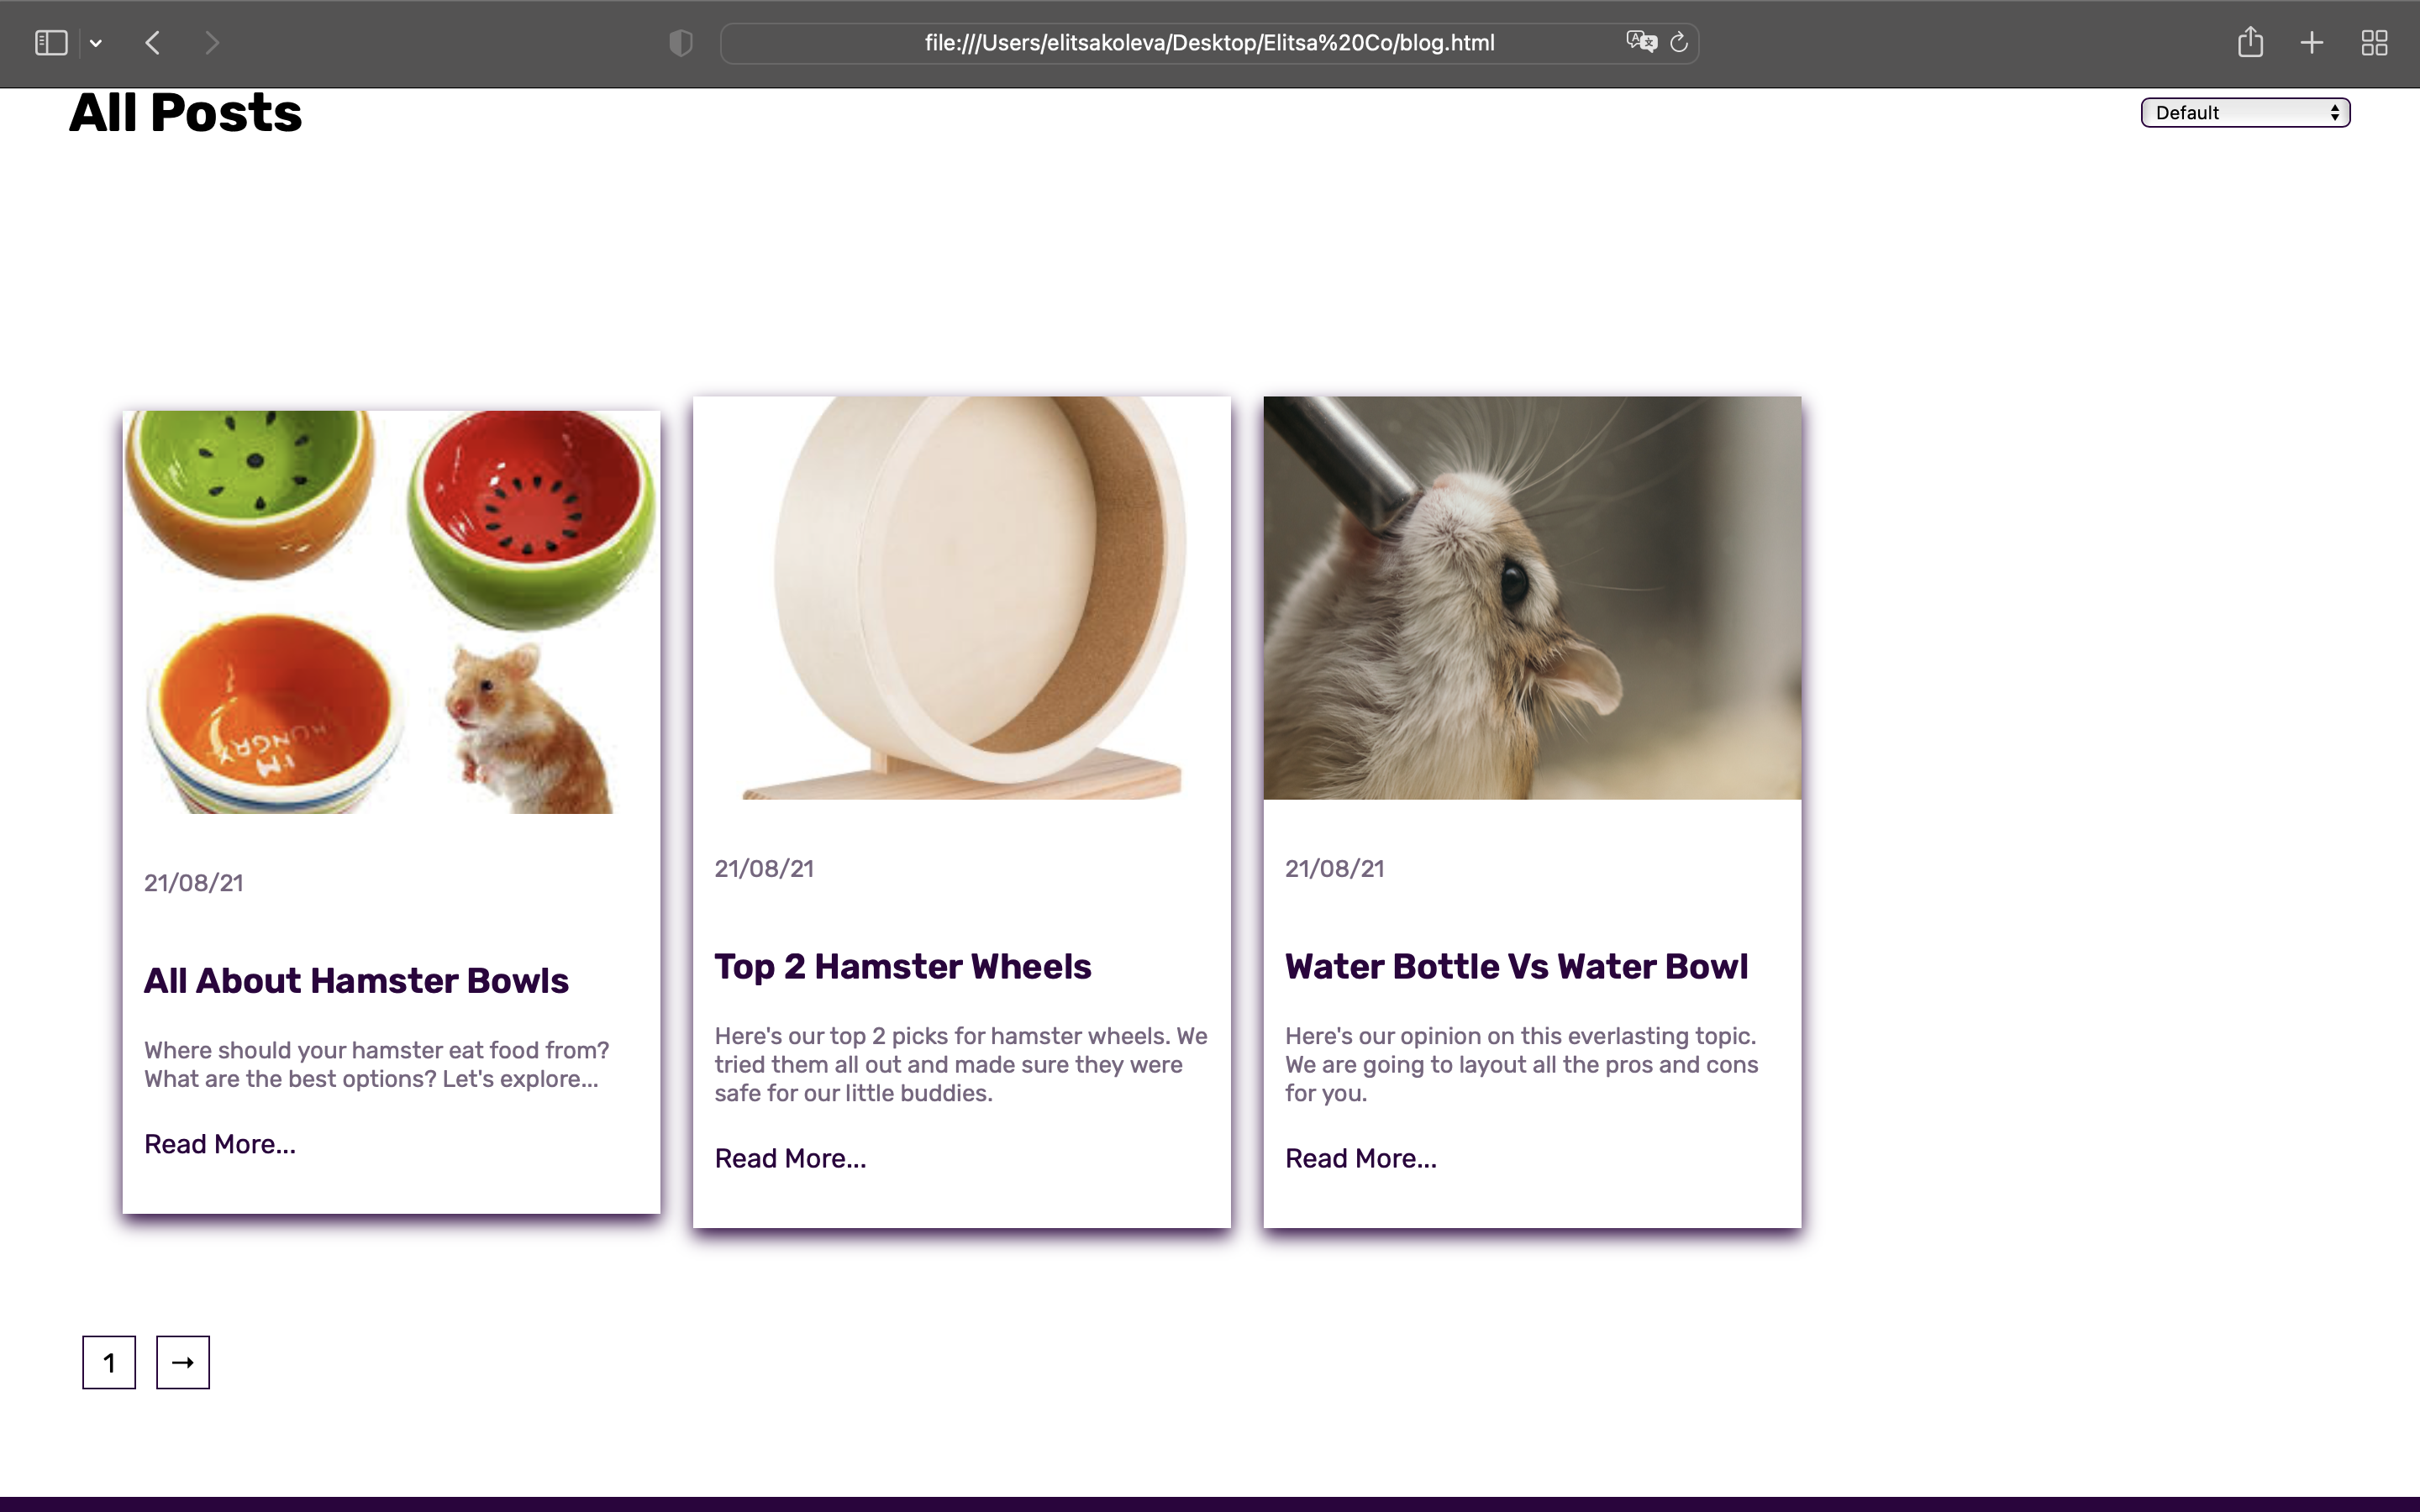 file:///Users/elitsakoleva/Desktop/Elitsa%20Co/blog.html
All Posts
Default
I'M
HUNGRY
21/08/21
All About Hamster Bowls
Where should your hamster eat food from?
What are the best options? Let's explore...
Read More...
21/08/21
Top 2 Hamster Wheels
Here's our top 2 picks for hamster wheels. We
tried them all out and made sure they were
safe for our little buddies.
Read More...
21/08/21
Water Bottle Vs Water Bowl
Here's our opinion on this everlasting topic.
We are going to layout all the pros and cons
for you.
Read More...
1 →